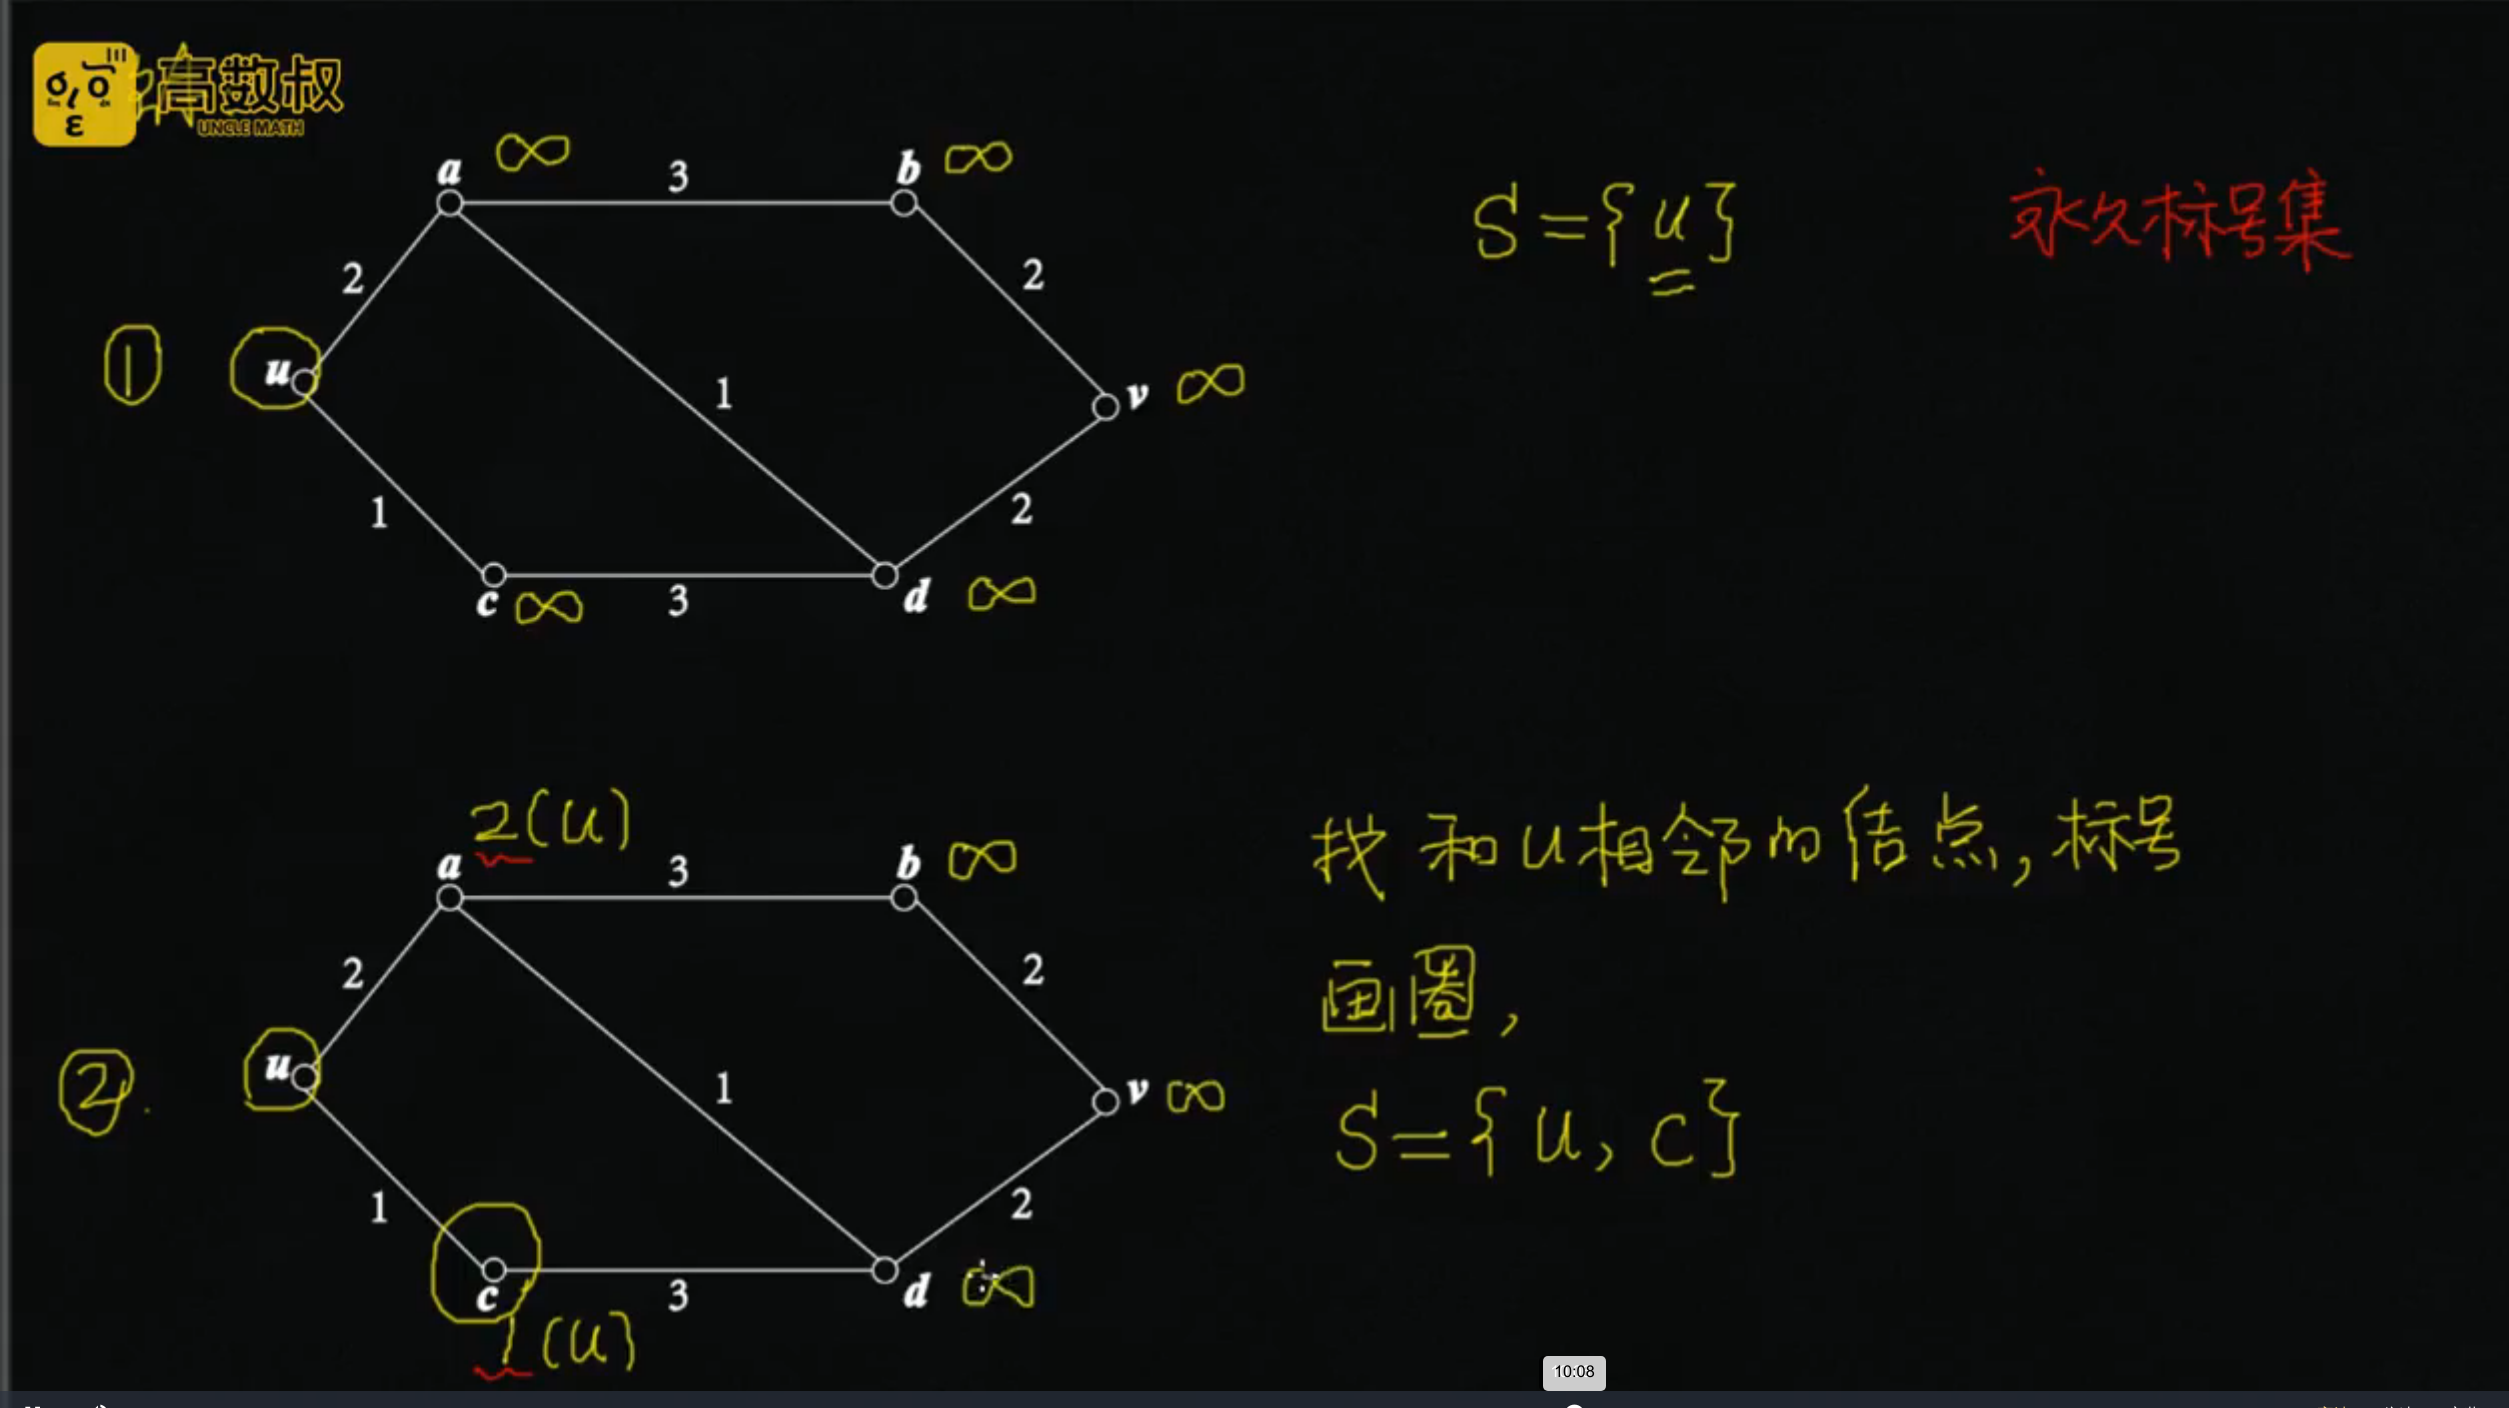 高数叔
UNCLE MATH
a ∞ 3 b ∞
S={u} 永久标号集
2 2
① u 1 v ∞
1 2
c ∞ 3 d ∞
2(u)
a 3 b ∞
找和u相邻的结点,标号
2 2
画圈,
② . u 1 v ∞
S={u,c}
1 2
c 3 d ∞
1(u)
10:08